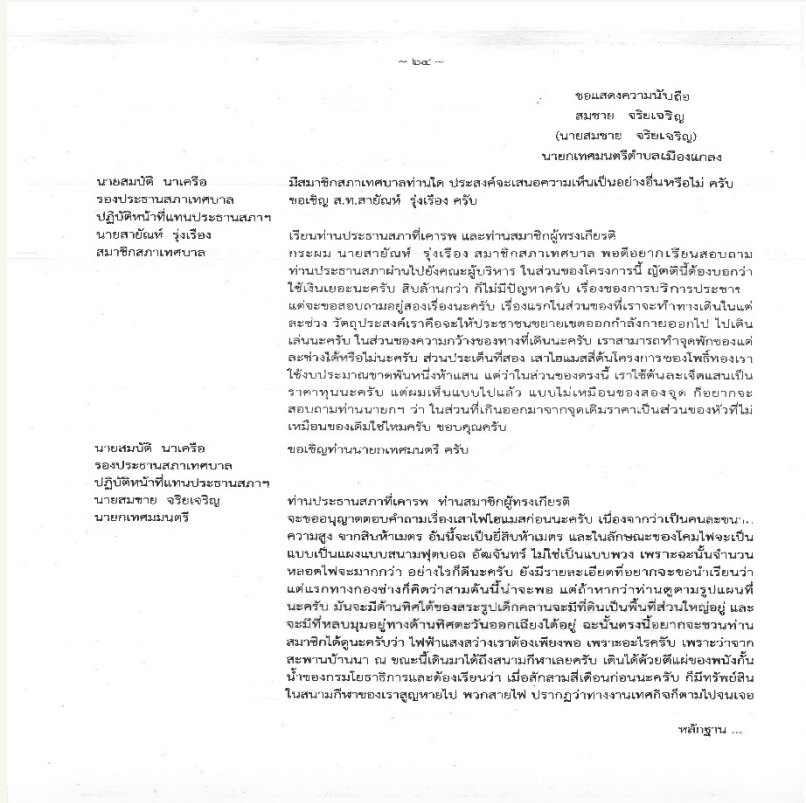 ~ ๒๔ ~
ขอแสดงความนับถือ
สมชาย จริยเจริญ
(นายสมชาย จริยเจริญ)
นายกเทศมนตรีตำบลเมืองแกลง
นายสมบัติ นาเครือ มีสมาชิกสภาเทศบาลท่านใด ประสงค์จะเสนอความเห็นเป็นอย่างอื่นหรือไม่ ครับ
รองประธานสภาเทศบาล ขอเชิญ ส.ท.สายัณห์ รุ่งเรือง ครับ
ปฏิบัติหน้าที่แทนประธานสภาฯ
นายสายัณห์ รุ่งเรือง เรียนท่านประธานสภาที่เคารพ และท่านสมาชิกผู้ทรงเกียรติ
สมาชิกสภาเทศบาล กระผม นายสายัณห์ รุ่งเรือง สมาชิกสภาเทศบาล พอดีอยากเรียนสอบถาม
ท่านประธานสภาผ่านไปยังคณะผู้บริหาร ในส่วนของโครงการนี้ ญัตตินี้ต้องบอกว่า
ใช้เงินเยอะนะครับ สิบล้านกว่า ก็ไม่มีปัญหาครับ เรื่องของการบริการประชาร
แต่จะขอสอบถามอยู่สองเรื่องนะครับ เรื่องแรกในส่วนของที่เราจะทำทางเดินในแต่
ละช่วง วัตถุประสงค์เราคือจะให้ประชาชนขยายเขตออกกำลังกายออกไป ไปเดิน
เล่นนะครับ ในส่วนของความกว้างของทางที่เดินนะครับ เราสามารถทำจุดพักของแต่
ละช่วงได้หรือไม่นะครับ ส่วนประเด็นที่สอง เสาไฮแมสสี่ต้นโครงการของโพธิ์ทองเรา
ใช้งบประมาณขาดพันหนึ่งห้าแสน แต่ว่าในส่วนของตรงนี้ เราใช้ต้นละเจ็ดแสนเป็น
ราคาทุนนะครับ แต่ผมเห็นแบบไปแล้ว แบบไม่เหมือนของสองจุด ก็อยากจะ
สอบถามท่านนายกฯ ว่า ในส่วนที่เกินออกมาจากจุดเดิมราคาเป็นส่วนของหัวที่ไม่
เหมือนของเดิมใช่ไหมครับ ขอบคุณครับ
นายสมบัติ นาเครือ ขอเชิญท่านนายกเทศมนตรี ครับ
รองประธานสภาเทศบาล
ปฏิบัติหน้าที่แทนประธานสภาฯ
นายสมชาย จริยเจริญ ท่านประธานสภาที่เคารพ ท่านสมาชิกผู้ทรงเกียรติ
นายกเทศมมนตรี จะขออนุญาตตอบคำถามเรื่องเสาไฟไฮแมสก่อนนะครับ เนื่องจากว่าเป็นคนละขน...
ความสูง จากสิบห้าเมตร อันนี้จะเป็นยี่สิบห้าเมตร และในลักษณะของโคมไฟจะเป็น
แบบเป็นแผงแบบสนามฟุตบอล อัฒจันทร์ ไม่ใช่เป็นแบบพวง เพราะฉะนั้นจำนวน
หลอดไฟจะมากกว่า อย่างไรก็ดีนะครับ ยังมีรายละเอียดที่อยากจะขอนำเรียนว่า
แต่แรกทางกองช่างก็คิดว่าสามต้นนี้น่าจะพอ แต่ถ้าหากว่าท่านดูตามรูปแผนที่
นะครับ มันจะมีด้านทิศใต้ของสระรูปเด็กคลานจะมีที่ดินเป็นพื้นที่ส่วนใหญ่อยู่ และ
จะมีที่หลบมุมอยู่ทางด้านทิศตะวันออกเฉียงใต้อยู่ ฉะนั้นตรงนี้อยากจะชวนท่าน
สมาชิกได้ดูนะครับว่า ไฟฟ้าแสงสว่างเราต้องเพียงพอ เพราะอะไรครับ เพราะว่าจาก
สะพานบ้านนา ณ ขณะนี้เดินมาได้ถึงสนามกีฬาเลยครับ เดินได้ด้วยตีแผ่ของพนังกั้น
น้ำของกรมโยธาธิการและต้องเรียนว่า เมื่อสักสามสี่เดือนก่อนนะครับ ก็มีทรัพย์สิน
ในสนามกีฬาของเราสูญหายไป พวกสายไฟ ปรากฏว่าทางงานเทศกิจก็ตามไปจนเจอ
หลักฐาน ...